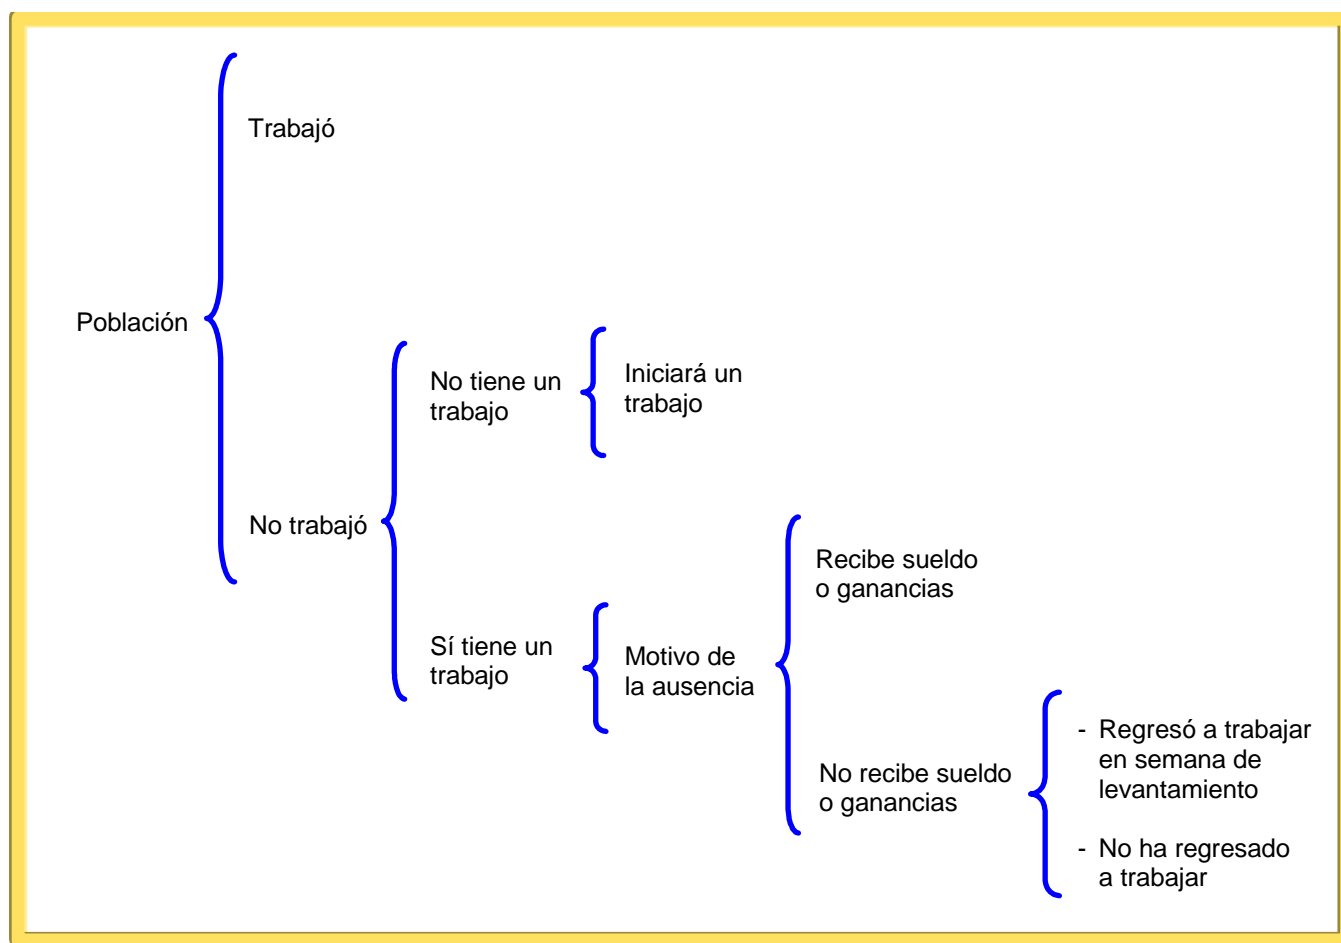 Trabajó
Población
No tiene un
trabajo
Iniciará un
trabajo
No trabajó
Sí tiene un
trabajo
Motivo de
la ausencia
Recibe sueldo
o ganancias
No recibe sueldo
o ganancias
- Regresó a trabajar
en semana de
levantamiento
- No ha regresado
a trabajar